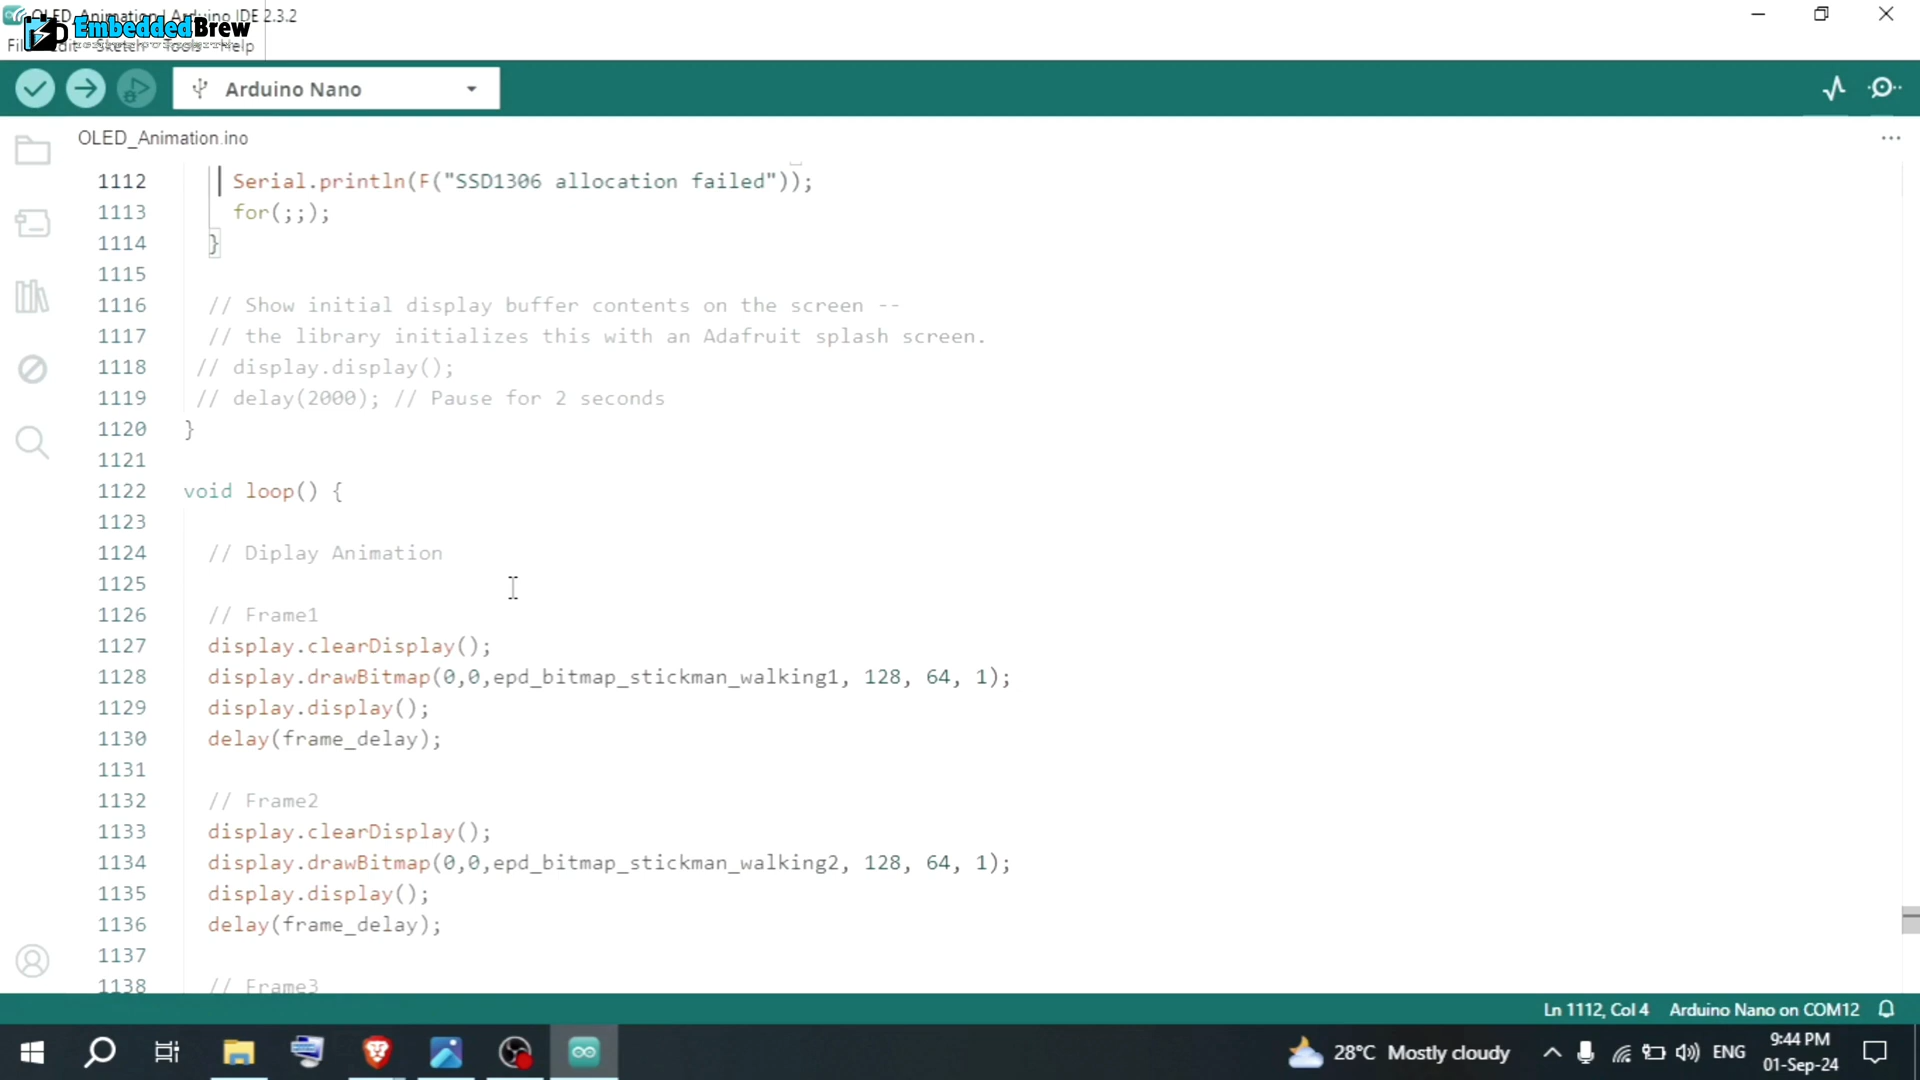 OLED_Animation | Arduino IDE 2.3.2
EmbeddedBrew
Sketch Tools Help
Arduino Nano
OLED_Animation.ino
1112 Serial.println(F("SSD1306 allocation failed"));
1113 for(;;);
1114 }
1115
1116 // Show initial display buffer contents on the screen --
1117 // the library initializes this with an Adafruit splash screen.
1118 // display.display();
1119 // delay(2000); // Pause for 2 seconds
1120 }
1121
1122 void loop() {
1123
1124 // Diplay Animation
1125
1126 // Frame1
1127 display.clearDisplay();
1128 display.drawBitmap(0,0,epd_bitmap_stickman_walking1, 128, 64, 1);
1129 display.display();
1130 delay(frame_delay);
1131
1132 // Frame2
1133 display.clearDisplay();
1134 display.drawBitmap(0,0,epd_bitmap_stickman_walking2, 128, 64, 1);
1135 display.display();
1136 delay(frame_delay);
1137
1138 // Frame3
Ln 1112, Col 4 Arduino Nano on COM12
28°C Mostly cloudy
ENG
9:44 PM
01-Sep-24